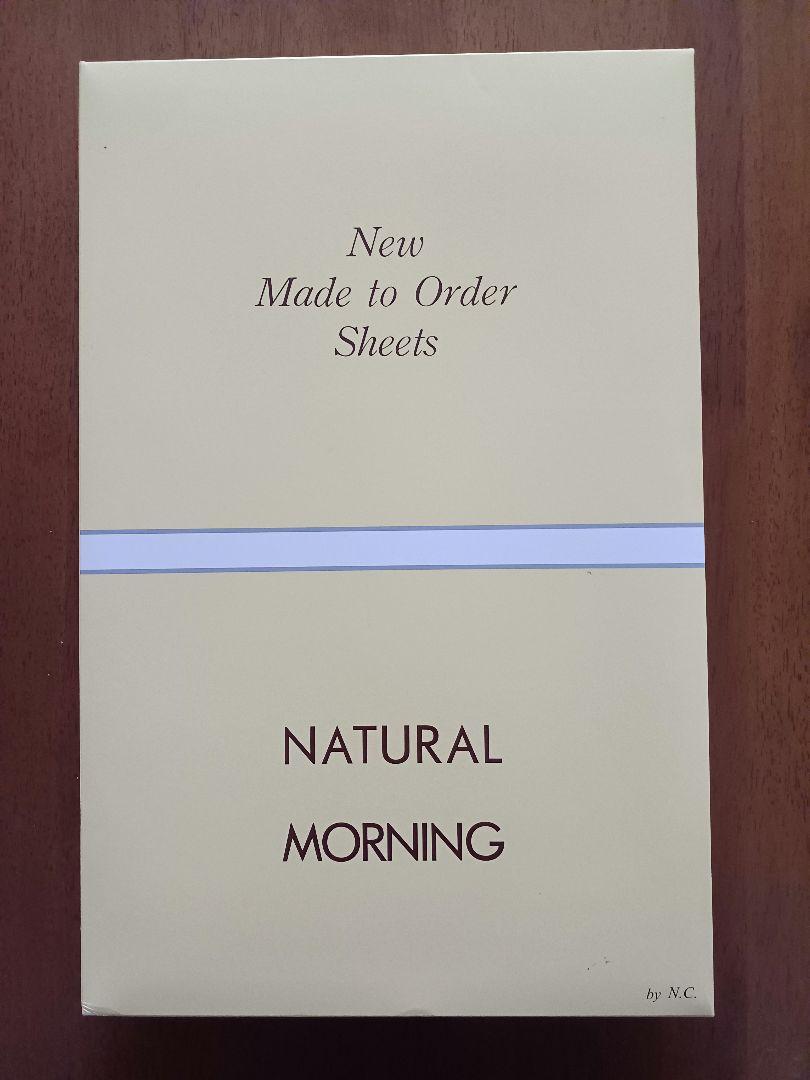 New
Made to Order
Sheets
NATURAL
MORNING
by N.C.